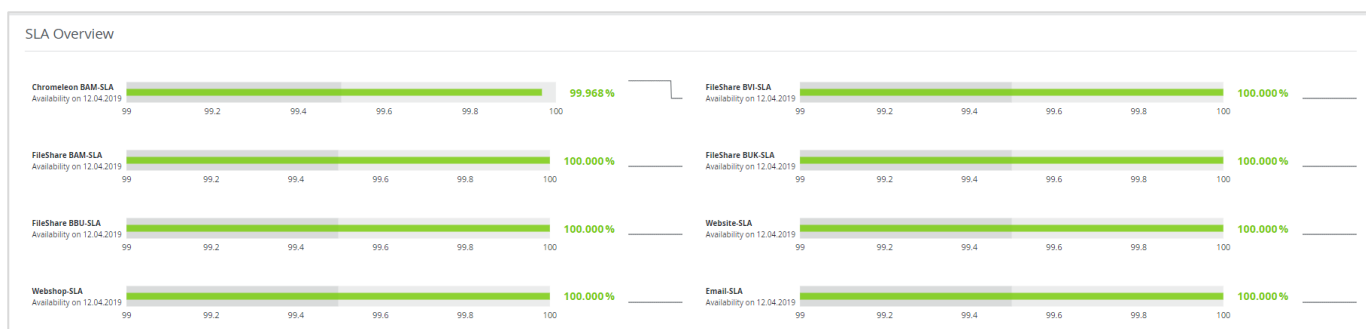 SLA Overview
Chromeleon BAM-SLA
Availability on 12.04.2019
99.968 %
99 99.2 99.4 99.6 99.8 100
FileShare BVI-SLA
Availability on 12.04.2019
100.000 %
99 99.2 99.4 99.6 99.8 100
FileShare BAM-SLA
Availability on 12.04.2019
100.000 %
99 99.2 99.4 99.6 99.8 100
FileShare BUK-SLA
Availability on 12.04.2019
100.000 %
99 99.2 99.4 99.6 99.8 100
FileShare BBU-SLA
Availability on 12.04.2019
100.000 %
99 99.2 99.4 99.6 99.8 100
Website-SLA
Availability on 12.04.2019
100.000 %
99 99.2 99.4 99.6 99.8 100
Webshop-SLA
Availability on 12.04.2019
100.000 %
99 99.2 99.4 99.6 99.8 100
Email-SLA
Availability on 12.04.2019
100.000 %
99 99.2 99.4 99.6 99.8 100